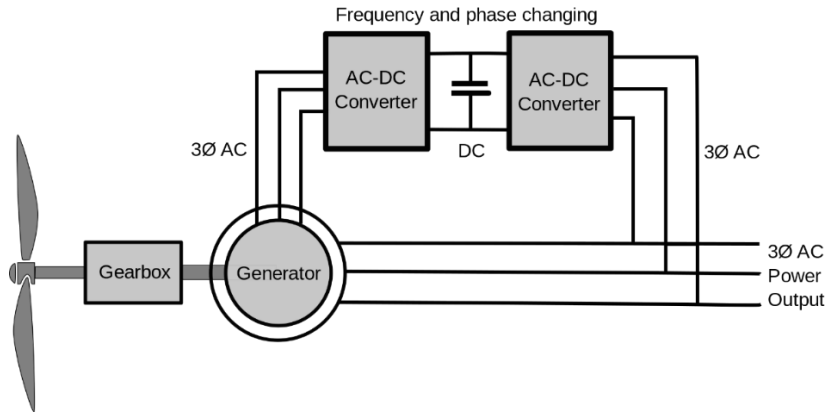 Frequency and phase changing
AC-DC
Converter
AC-DC
Converter
3Ø AC
DC
3Ø AC
Gearbox
Generator
3Ø AC
Power
Output